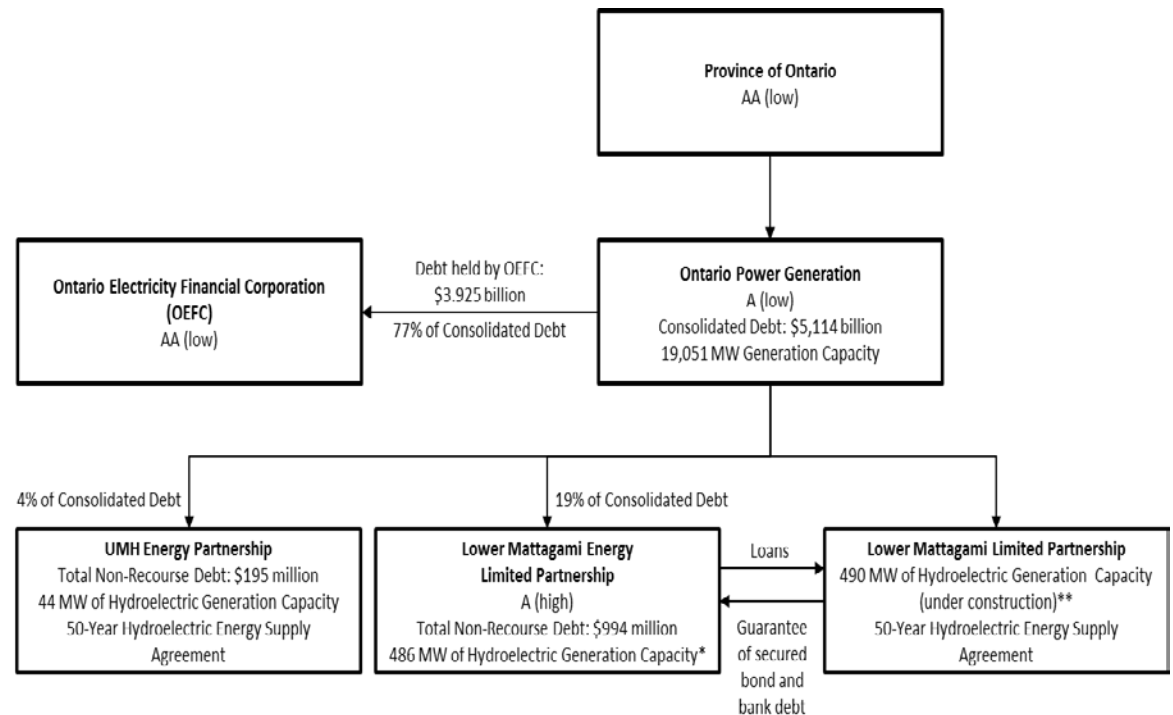 Province of Ontario
AA (low)
Ontario Electricity Financial Corporation
(OEFC)
AA (low)
Debt held by OEFC:
$3.925 billion
77% of Consolidated Debt
Ontario Power Generation
A (low)
Consolidated Debt: $5,114 billion
19,051 MW Generation Capacity
4% of Consolidated Debt
19% of Consolidated Debt
UMH Energy Partnership
Total Non-Recourse Debt: $195 million
44 MW of Hydroelectric Generation Capacity
50-Year Hydroelectric Energy Supply
Agreement
Lower Mattagami Energy
Limited Partnership
A (high)
Total Non-Recourse Debt: $994 million
486 MW of Hydroelectric Generation Capacity*
Loans
Guarantee
of secured
bond and
bank debt
Lower Mattagami Limited Partnership
490 MW of Hydroelectric Generation Capacity
(under construction)**
50-Year Hydroelectric Energy Supply
Agreement